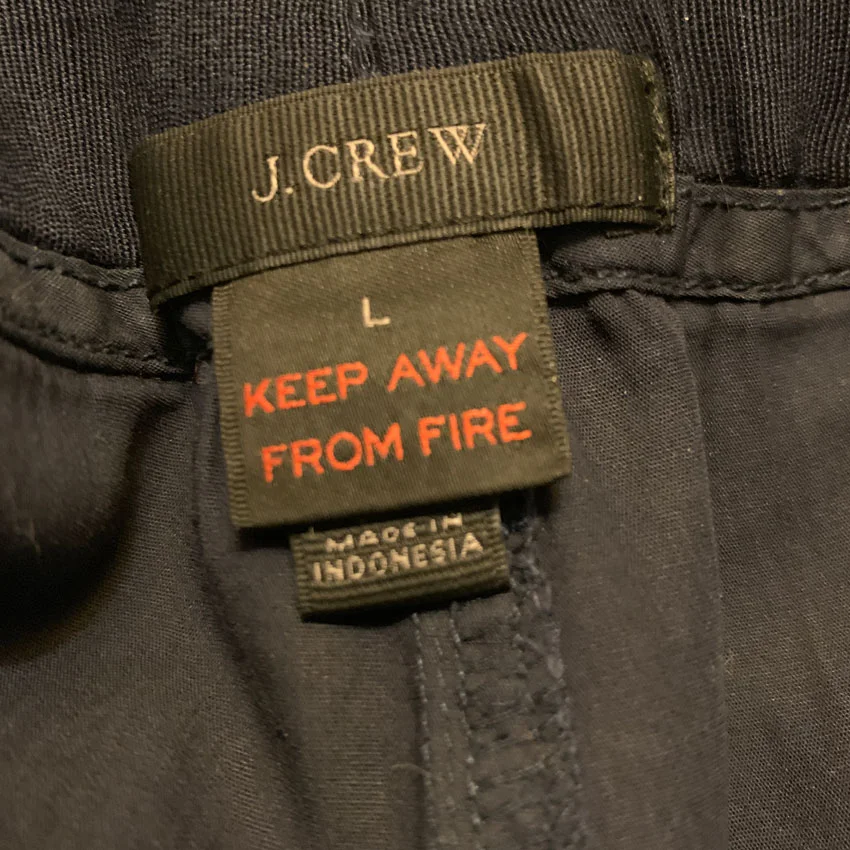 J.CREW
L
KEEP AWAY
FROM FIRE
MADE IN
INDONESIA